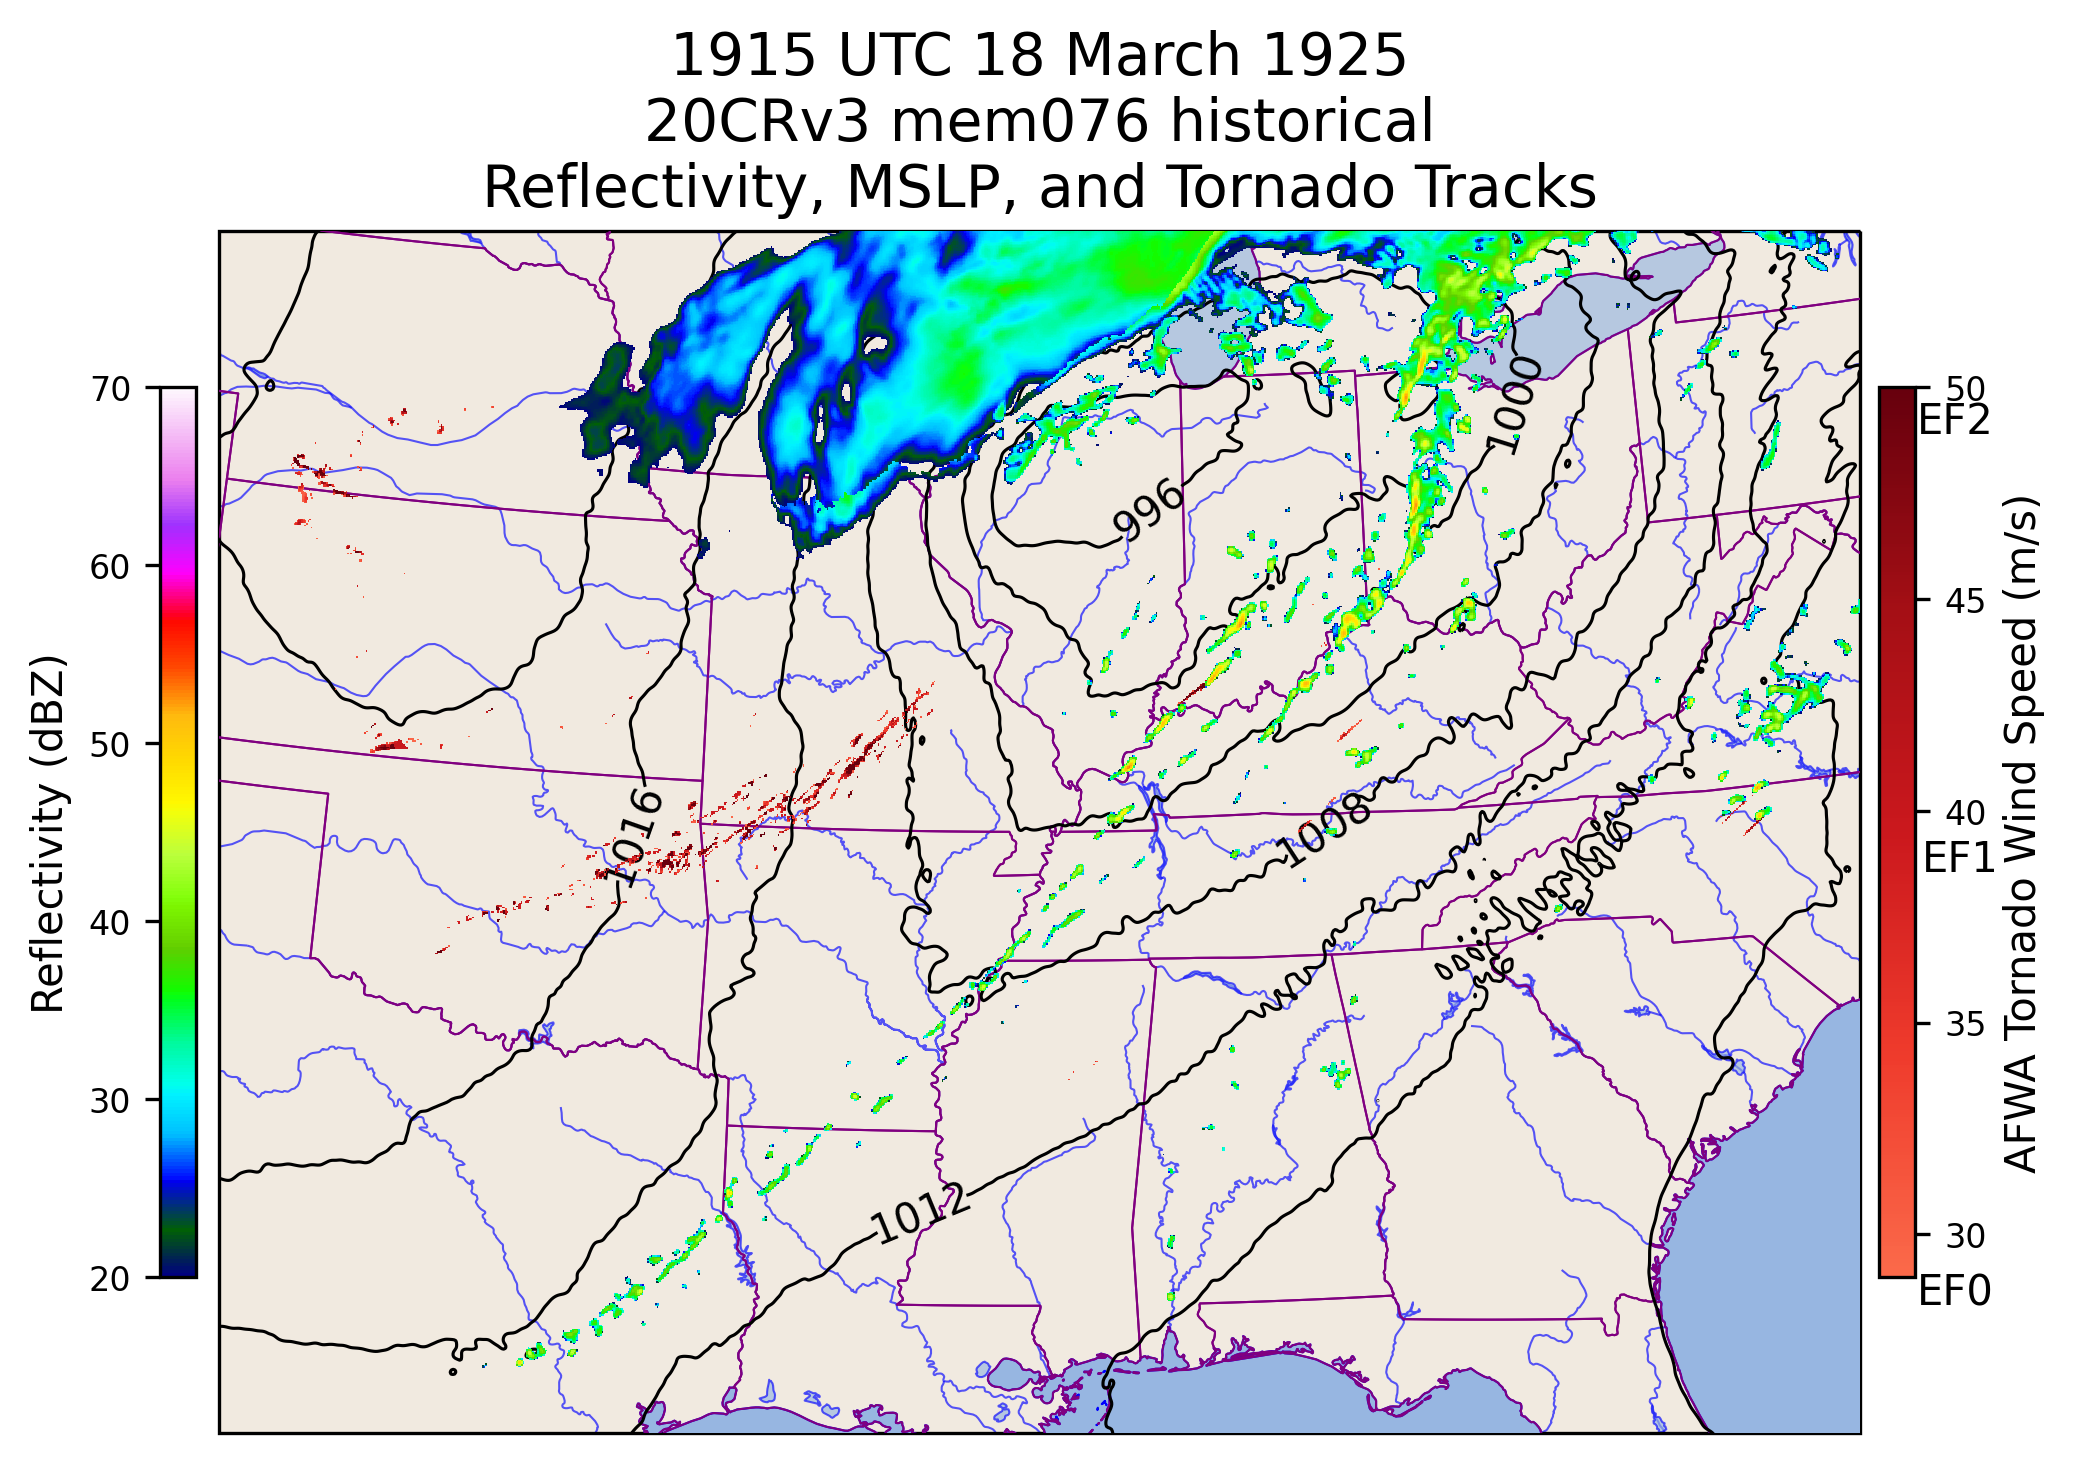 1915 UTC 18 March 1925
20CRv3 mem076 historical
Reflectivity, MSLP, and Tornado Tracks
Reflectivity (dBZ)
70
60
50
40
30
20
996
1000
1016
1008
1012
50
EF2
45
40
EF1
35
30
EF0
AFWA Tornado Wind Speed (m/s)